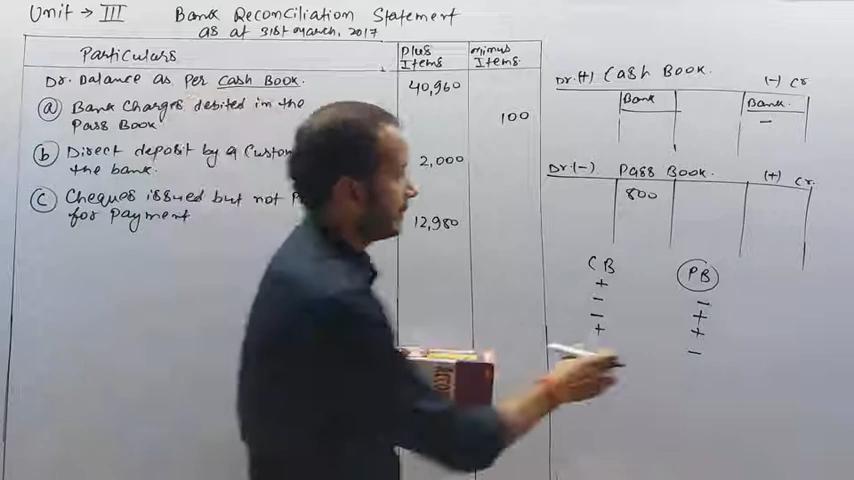 Unit → III Bank Reconciliation Statement
as at 31st March, 2017
Particulars
Plus Items
minus Items.
Dr. Balance as per Cash Book.
40,960
(a) Bank Charges debited in the
Pass Book
100
(b) Direct deposit by a
the bank.
2,000
(c) Cheques issued but not
for Payment
12,980
Dr. (+) Cash Book. (-) Cr
Bank
Bank.
-
Dr. (-) Pass Book. (+) Cr.
800
CB PB
+ -
- +
- +
+ -